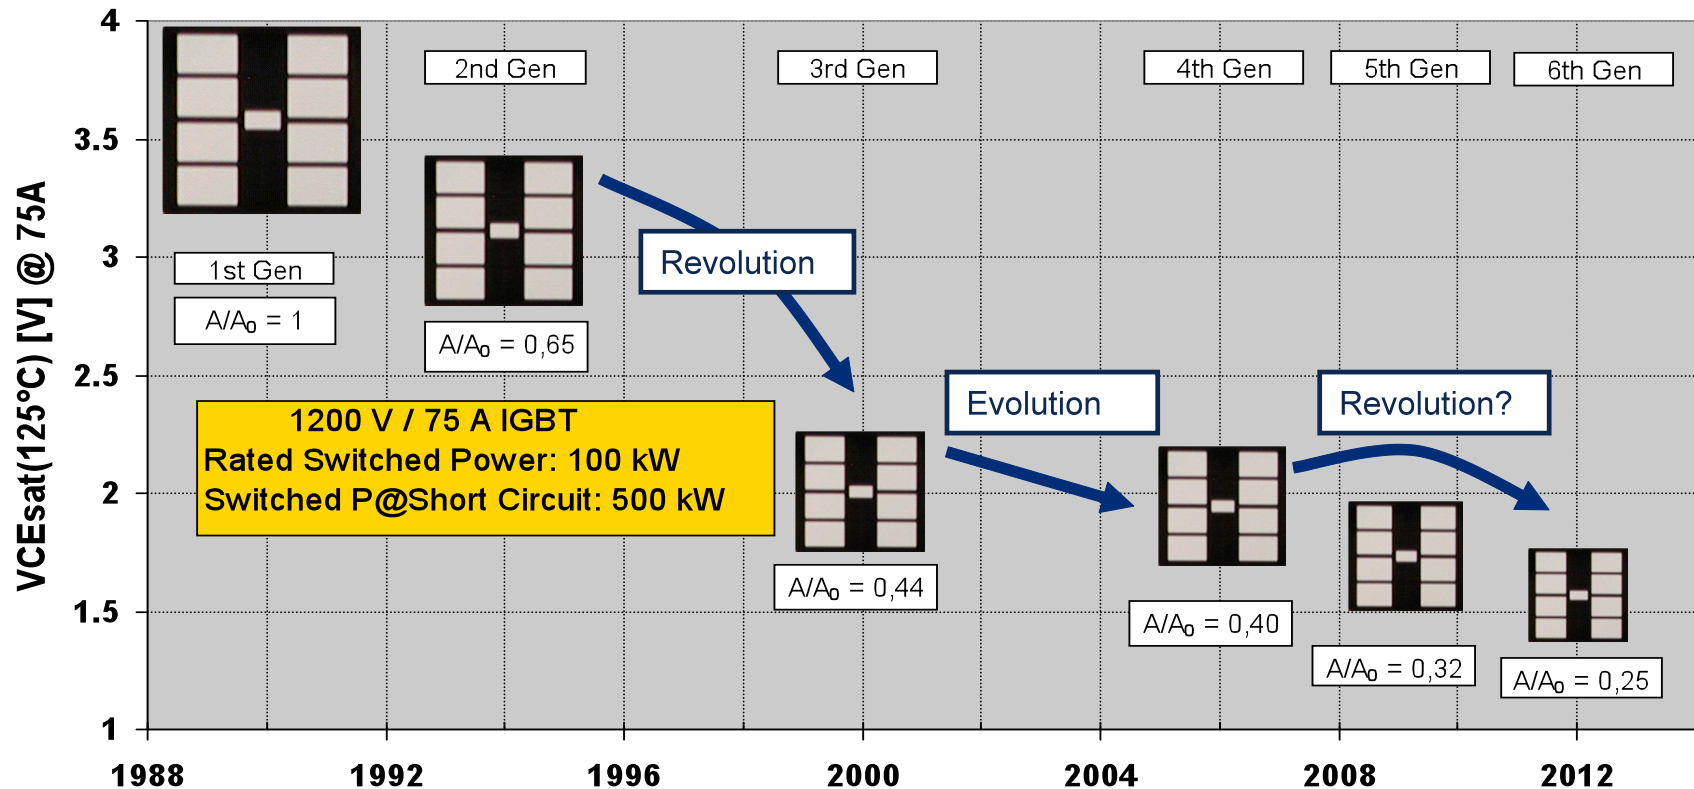 VCEsat(125°C) [V] @ 75A
4
3.5
3
2.5
2
1.5
1
1988
1992
1996
2000
2004
2008
2012
1st Gen
A/A₀ = 1
2nd Gen
A/A₀ = 0,65
3rd Gen
A/A₀ = 0,44
4th Gen
A/A₀ = 0,40
5th Gen
A/A₀ = 0,32
6th Gen
A/A₀ = 0,25
Revolution
Evolution
Revolution?
1200 V / 75 A IGBT
Rated Switched Power: 100 kW
Switched P@Short Circuit: 500 kW